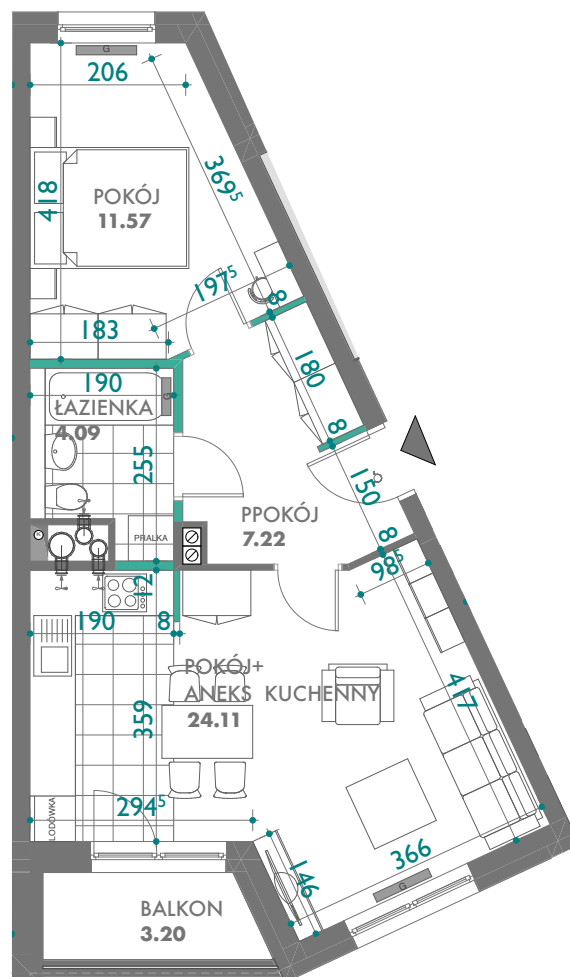 G
206
369⁵
418
POKÓJ
11.57
197⁵
8
183
180
190
G
ŁAZIENKA
4.09
8
255
150
PPOKÓJ
7.22
PRALKA
K
8
98⁵
12
190
8
POKÓJ+
ANEKS KUCHENNY
24.11
417
359
LODÓWKA
294⁵
366
146
G
BALKON
3.20